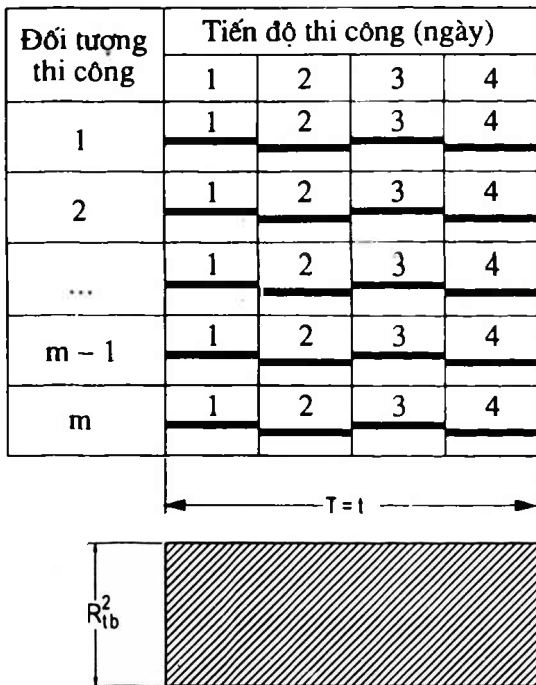 Đối tượng thi công
Tiến độ thi công (ngày)
1 2 3 4
1 1 2 3 4
2 1 2 3 4
... 1 2 3 4
m – 1 1 2 3 4
m 1 2 3 4
T = t
R²tb